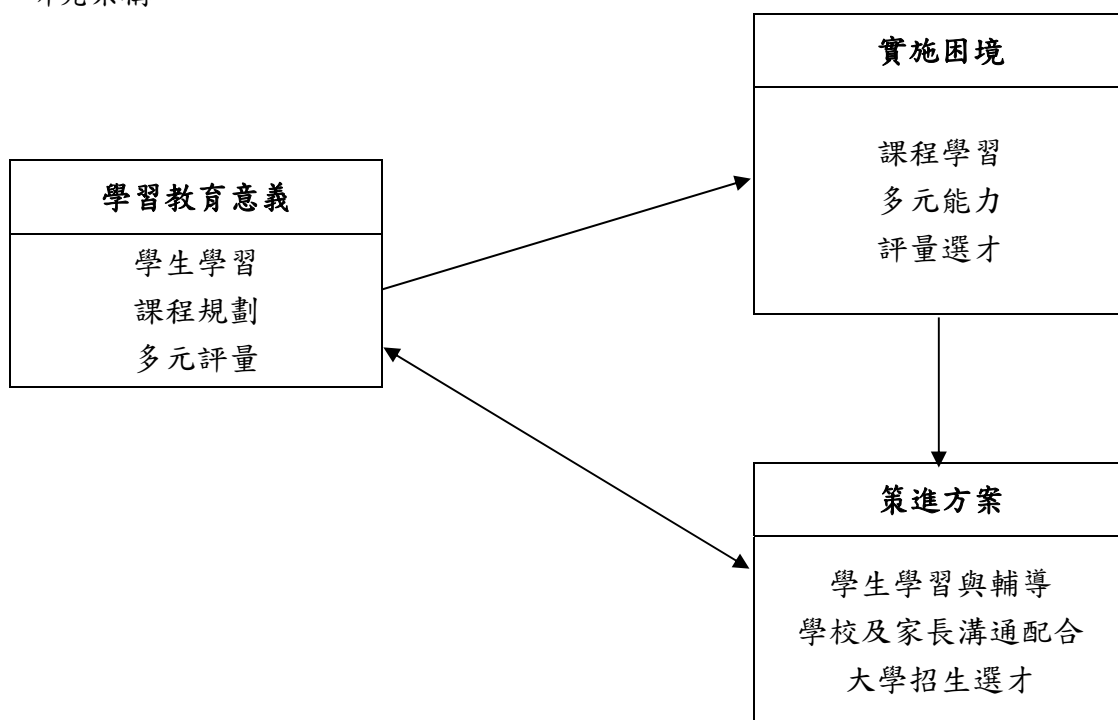 實施困境
課程學習
多元能力
評量選才
學習教育意義
學生學習
課程規劃
多元評量
策進方案
學生學習與輔導
學校及家長溝通配合
大學招生選才